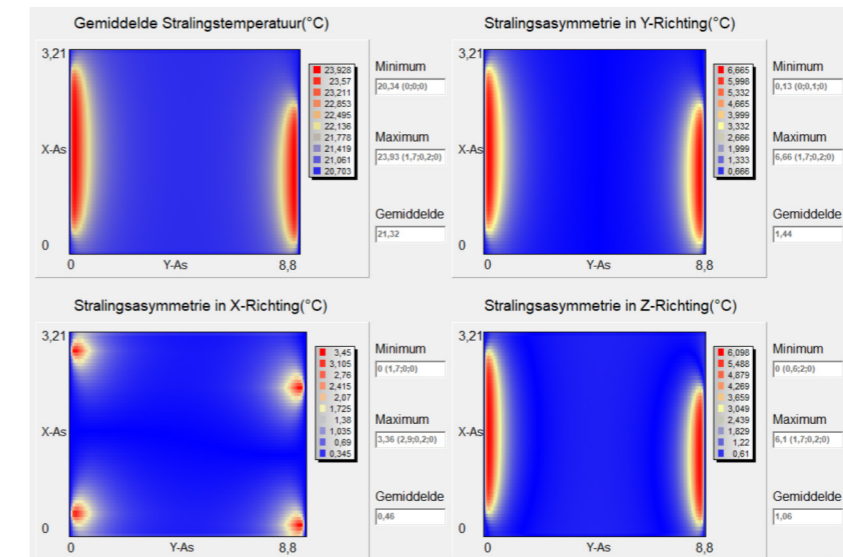 Gemiddelde Stralingstemperatuur(°C)
3,21
X-As
0
0
Y-As
8,8
23,928
23,57
23,211
22,853
22,495
22,136
21,778
21,419
21,061
20,703
Minimum
20,34 (0;0;0)
Maximum
23,93 (1,7;0,2;0)
Gemiddelde
21,32
Stralingsasymmetrie in Y-Richting(°C)
3,21
X-As
0
0
Y-As
8,8
6,665
5,998
5,332
4,665
3,999
3,332
2,666
1,999
1,333
0,666
Minimum
0,13 (0;0,1;0)
Maximum
6,66 (1,7;0,2;0)
Gemiddelde
1,44
Stralingsasymmetrie in X-Richting(°C)
3,21
X-As
0
0
Y-As
8,8
3,45
3,105
2,76
2,415
2,07
1,725
1,38
1,035
0,69
0,345
Minimum
0 (1,7;0;0)
Maximum
3,36 (2,9;0,2;0)
Gemiddelde
0,46
Stralingsasymmetrie in Z-Richting(°C)
3,21
X-As
0
0
Y-As
8,8
6,098
5,488
4,879
4,269
3,659
3,049
2,439
1,829
1,22
0,61
Minimum
0 (0,6;2;0)
Maximum
6,1 (1,7;0,2;0)
Gemiddelde
1,06